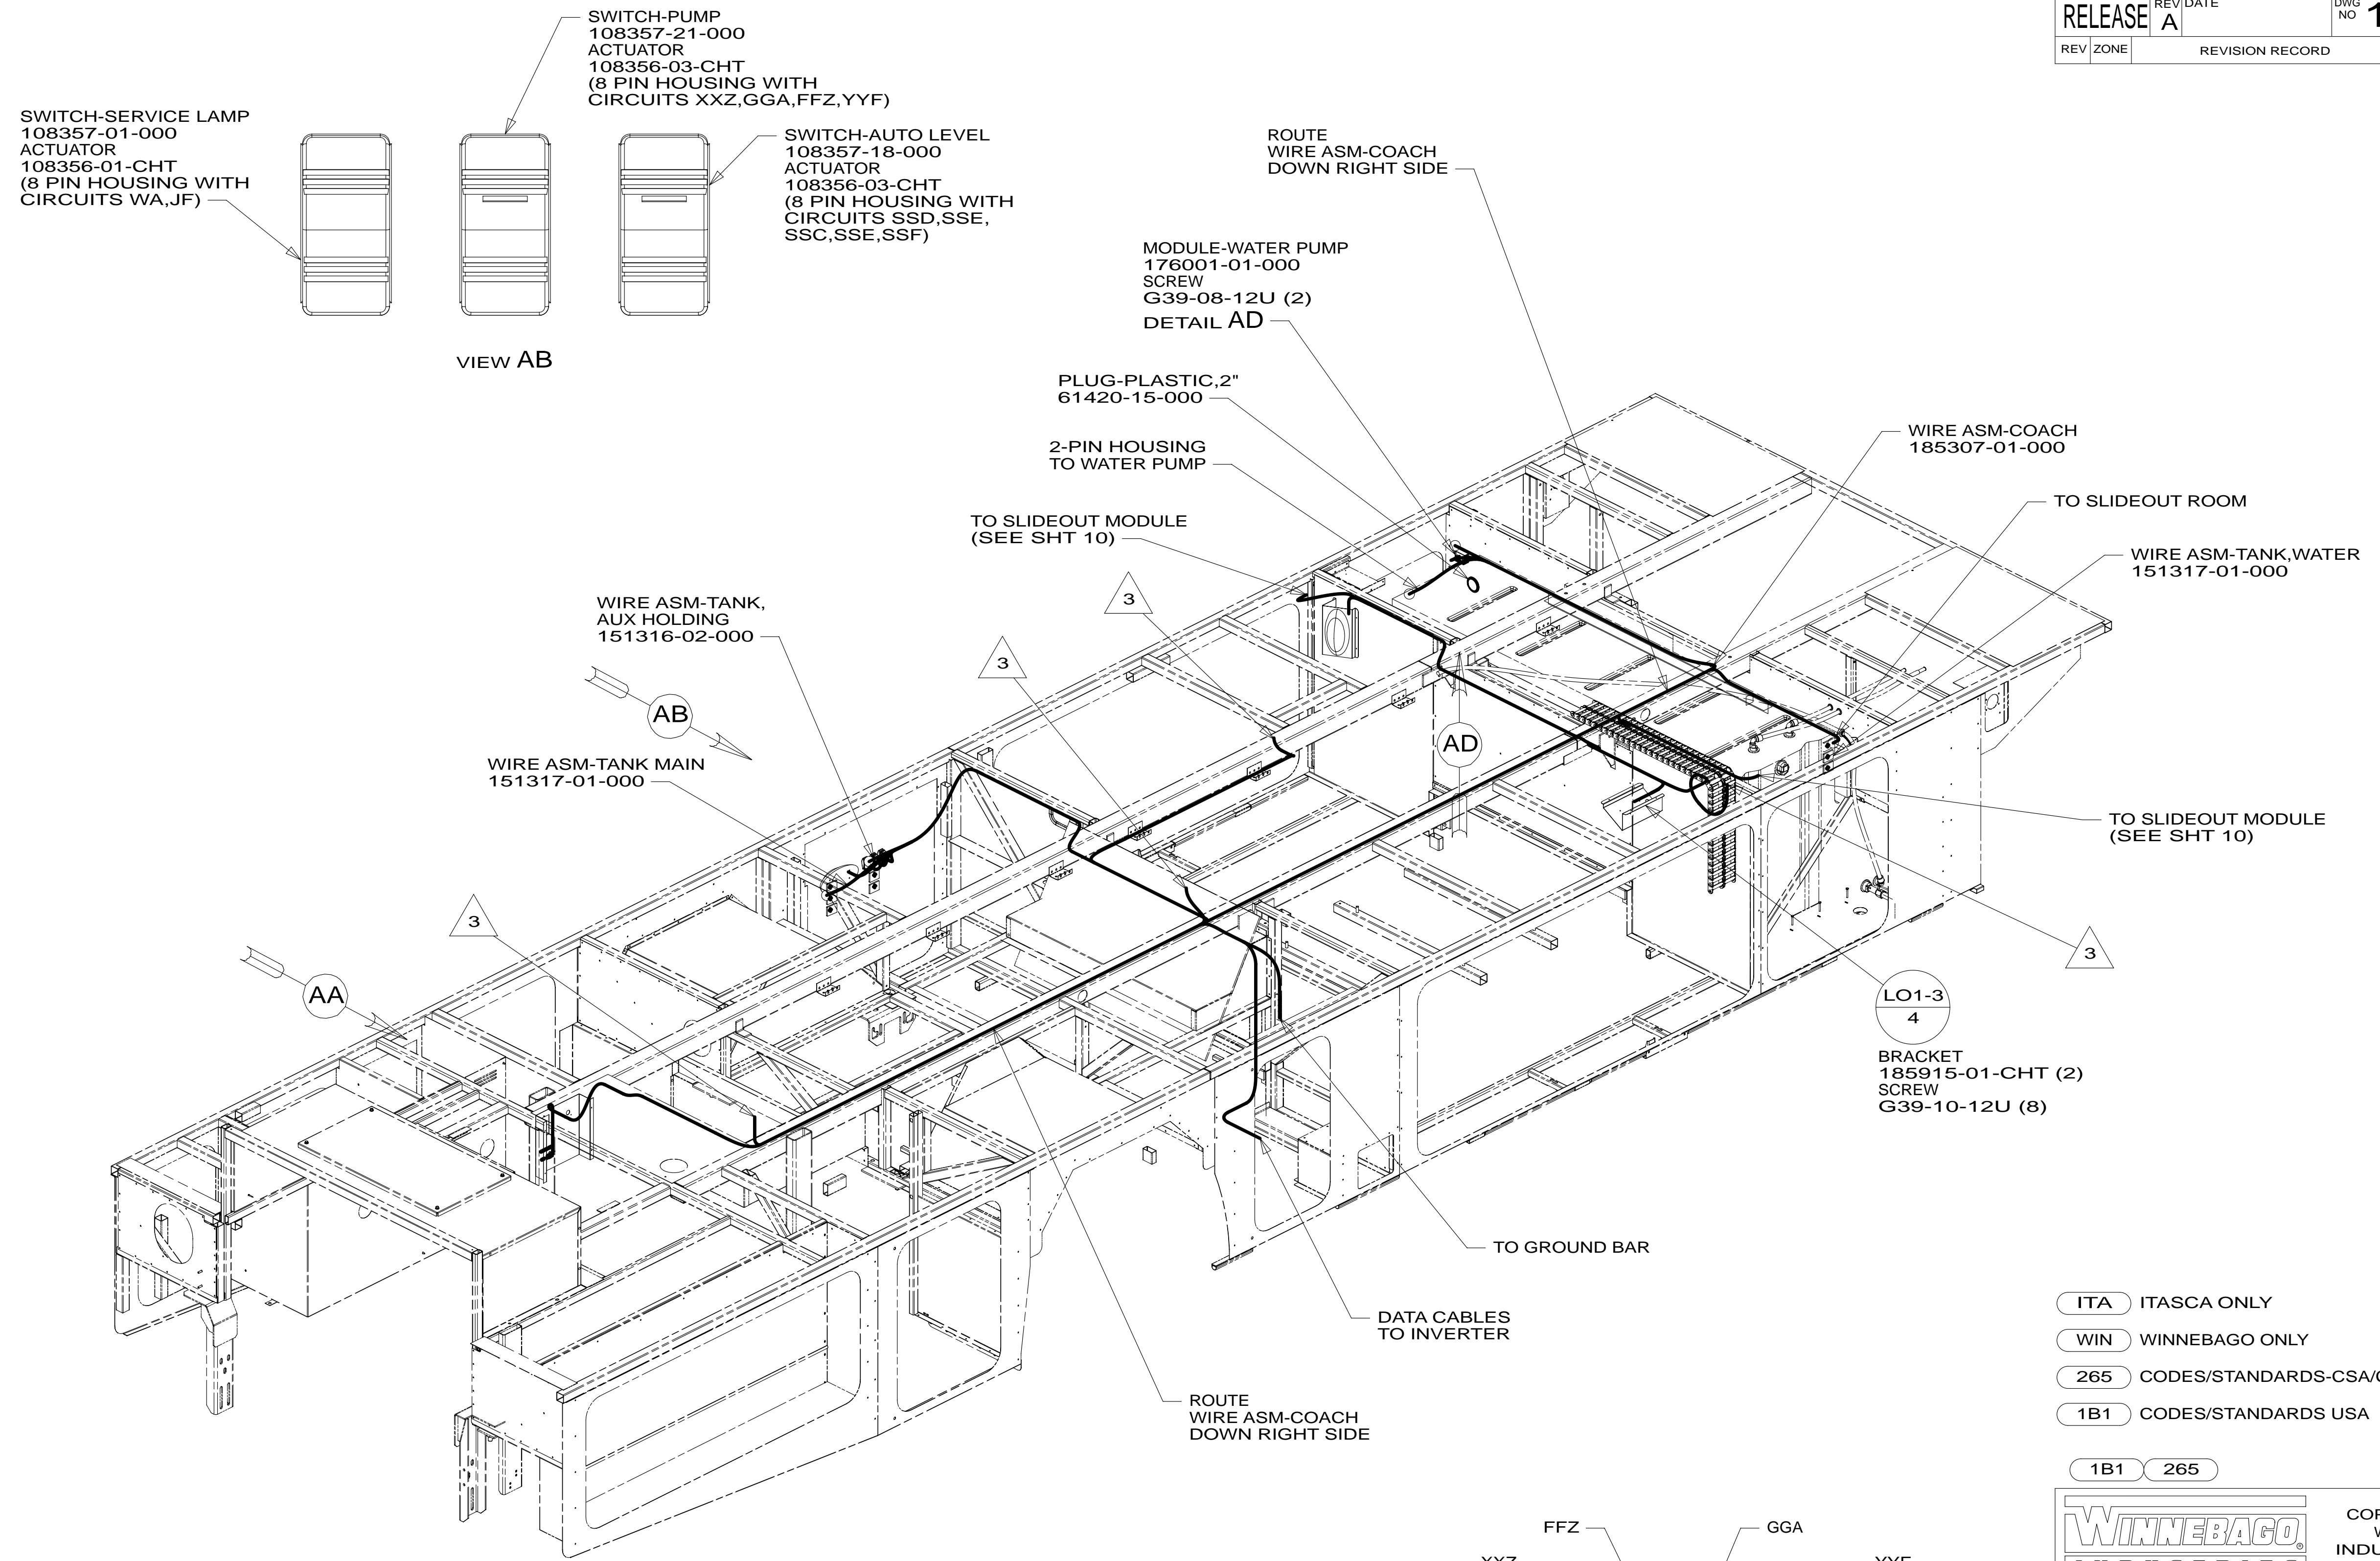 RELEASE
REV
A
DATE
DWG
NO
1
REV ZONE REVISION RECORD
SWITCH-PUMP
108357-21-000
ACTUATOR
108356-03-CHT
(8 PIN HOUSING WITH
CIRCUITS XXZ,GGA,FFZ,YYF)
SWITCH-SERVICE LAMP
108357-01-000
ACTUATOR
108356-01-CHT
(8 PIN HOUSING WITH
CIRCUITS WA,JF)
SWITCH-AUTO LEVEL
108357-18-000
ACTUATOR
108356-03-CHT
(8 PIN HOUSING WITH
CIRCUITS SSD,SSE,
SSC,SSE,SSF)
VIEW AB
ROUTE
WIRE ASM-COACH
DOWN RIGHT SIDE
MODULE-WATER PUMP
176001-01-000
SCREW
G39-08-12U (2)
DETAIL AD
PLUG-PLASTIC,2"
61420-15-000
2-PIN HOUSING
TO WATER PUMP
TO SLIDEOUT MODULE
(SEE SHT 10)
WIRE ASM-COACH
185307-01-000
TO SLIDEOUT ROOM
WIRE ASM-TANK,WATER
151317-01-000
WIRE ASM-TANK,
AUX HOLDING
151316-02-000
3
3
AB
AD
WIRE ASM-TANK MAIN
151317-01-000
TO SLIDEOUT MODULE
(SEE SHT 10)
3
3
AA
LO1-3
4
BRACKET
185915-01-CHT (2)
SCREW
G39-10-12U (8)
TO GROUND BAR
DATA CABLES
TO INVERTER
ROUTE
WIRE ASM-COACH
DOWN RIGHT SIDE
ITA ITASCA ONLY
WIN WINNEBAGO ONLY
265 CODES/STANDARDS-CSA/
1B1 CODES/STANDARDS USA
1B1 265
WINNEBAGO ®
INDU
FFZ
GGA